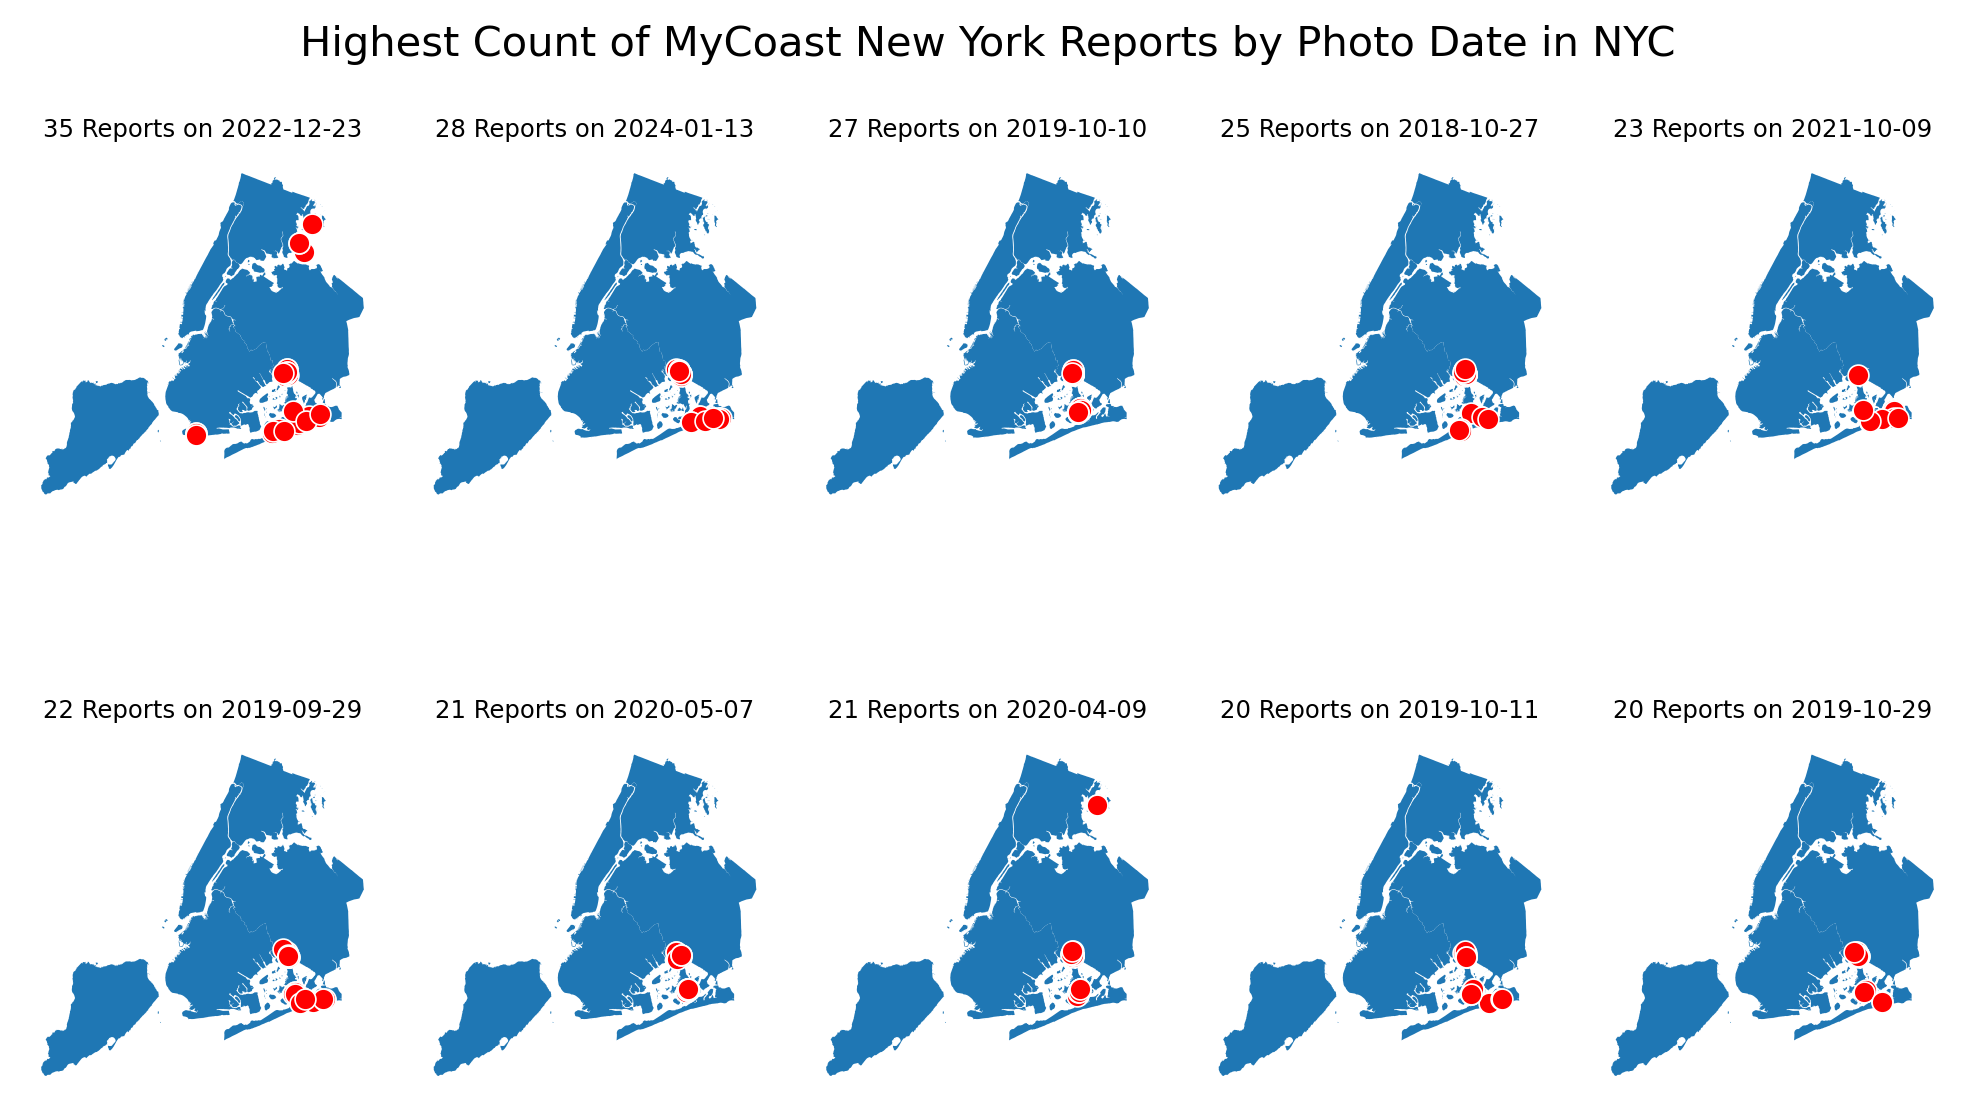 Highest Count of MyCoast New York Reports by Photo Date in NYC
35 Reports on 2022-12-23
28 Reports on 2024-01-13
27 Reports on 2019-10-10
25 Reports on 2018-10-27
23 Reports on 2021-10-09
22 Reports on 2019-09-29
21 Reports on 2020-05-07
21 Reports on 2020-04-09
20 Reports on 2019-10-11
20 Reports on 2019-10-29